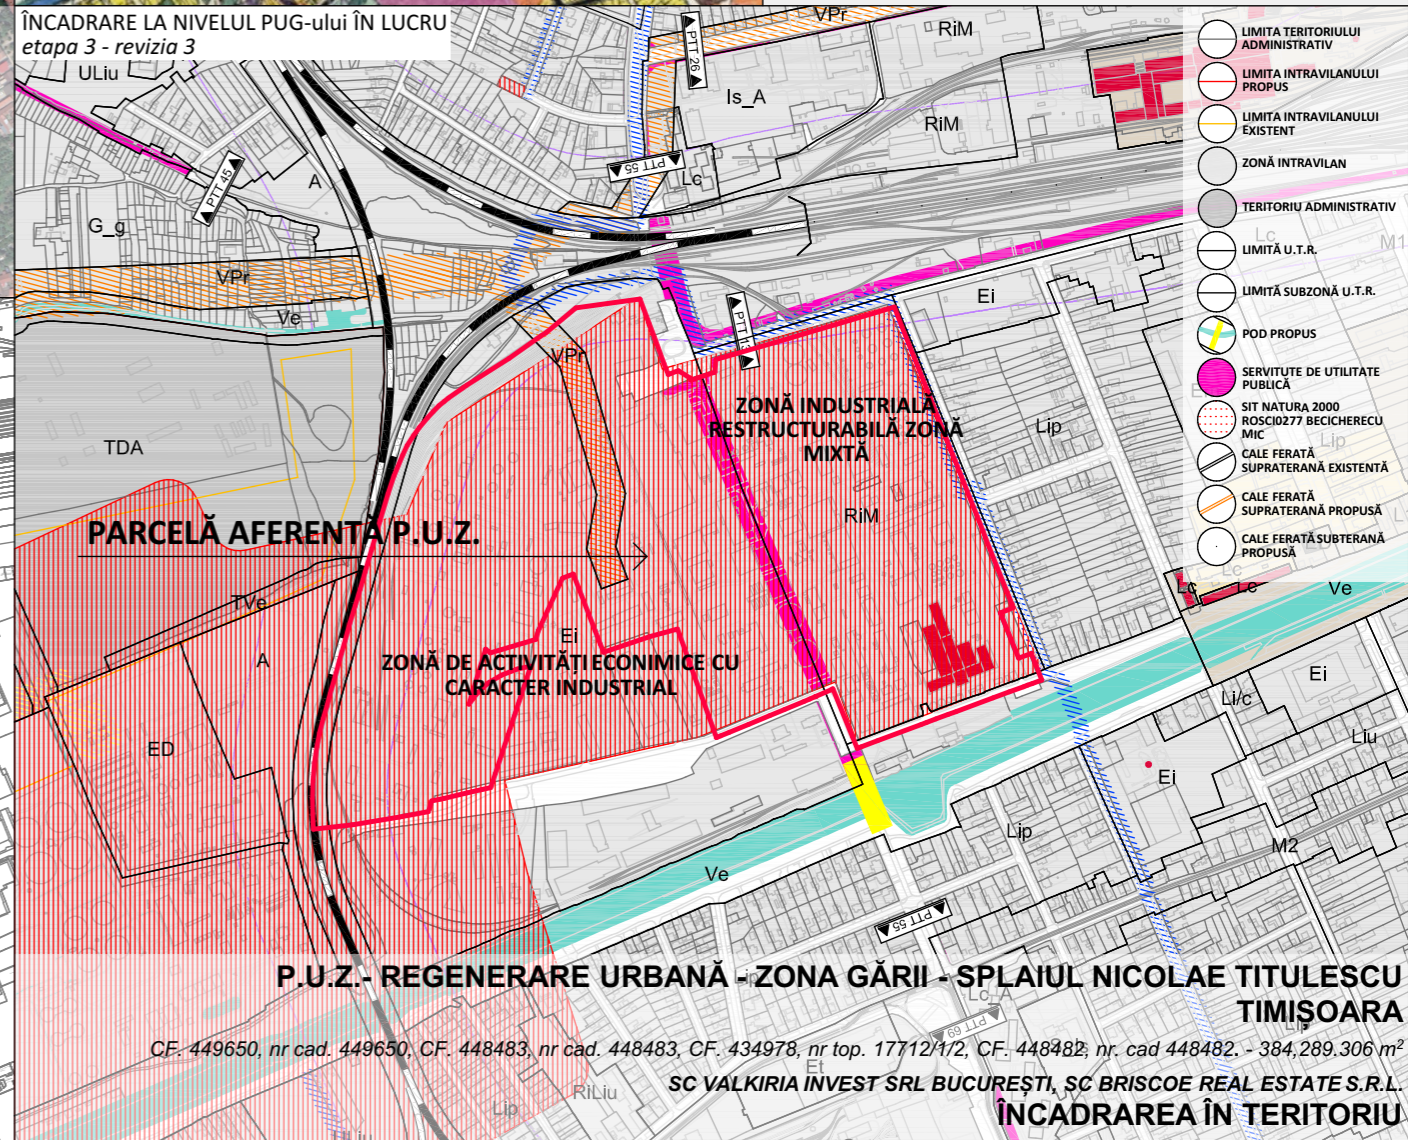 ÎNCADRARE LA NIVELUL PUG-ului ÎN LUCRU
etapa 3 - revizia 3
ULiu
VPr
RiM
PTT 26
Is_A
RiM
PTT 55
Lc
PTT 45
A
G_g
VPr
Ve
VPr
Ei
TDA
ZONĂ INDUSTRIALĂ
RESTRUCTURABILĂ ZONĂ
MIXTĂ
Lip
RiM
PARCELĂ AFERENTĂ P.U.Z.
TVe
A
Ei
ZONĂ DE ACTIVITĂȚI ECONIMICE CU
CARACTER INDUSTRIAL
ED
LIMITA TERITORIULUI
ADMINISTRATIV
LIMITA INTRAVILANULUI
PROPUS
LIMITA INTRAVILANULUI
EXISTENT
ZONĂ INTRAVILAN
TERITORIU ADMINISTRATIV
Lc
LIMITĂ U.T.R.
LIMITĂ SUBZONĂ U.T.R.
POD PROPUS
SERVITUTE DE UTILITATE
PUBLICĂ
SIT NATURA 2000
ROSCI0277 BECICHERECU
MIC
Lip
CALE FERATĂ
SUPRATERANĂ EXISTENTĂ
CALE FERATĂ
SUPRATERANĂ PROPUSĂ
CALE FERATĂ SUBTERANĂ
PROPUSĂ
Lc
Lc
Lc
Ve
Ei
Li/c
Liu
Ei
Lip
M2
Ve
PTT 55
P.U.Z.- REGENERARE URBANĂ - ZONA GĂRII - SPLAIUL NICOLAE TITULESCU
TIMIȘOARA
Lc_A
PTT 69
CF. 449650, nr cad. 449650, CF. 448483, nr cad. 448483, CF. 434978, nr top. 17712/1/2, CF. 448482, nr. cad 448482. - 384,289.306 m²
Et
RiLiu
SC VALKIRIA INVEST SRL BUCUREȘTI, SC BRISCOE REAL ESTATE S.R.L.
Lip
ÎNCADRAREA ÎN TERITORIU